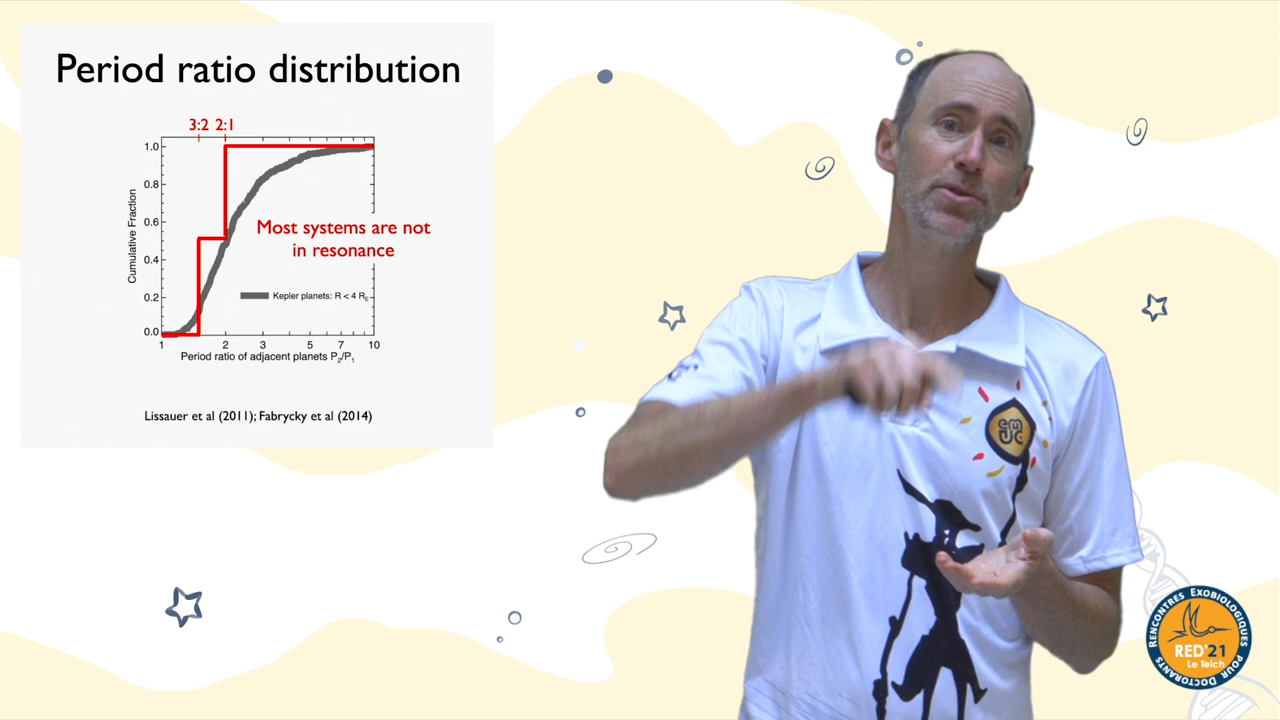 Period ratio distribution
3:2 2:1
1.0
0.8
0.6
0.4
0.2
0.0
Cumulative Fraction
Most systems are not
in resonance
Kepler planets: R < 4 RE
1 2 3 5 7 10
Period ratio of adjacent planets P2/P1
Lissauer et al (2011); Fabrycky et al (2014)
RENCONTRES EXOBIOLOGIQUES
POUR DOCTORANTS
RED'21
Le Teich